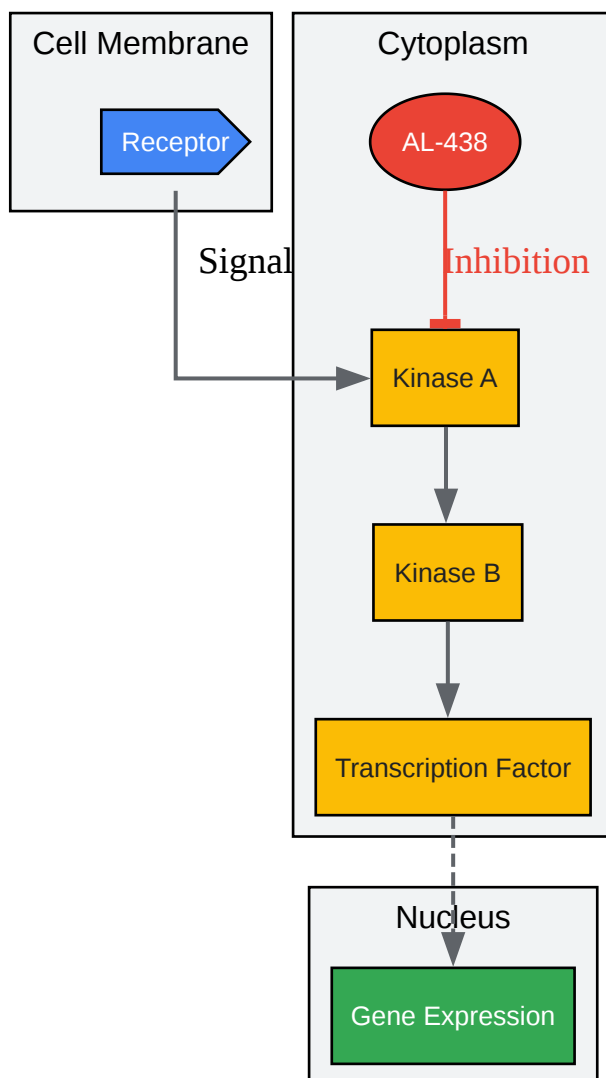 Cell Membrane
Cytoplasm
Receptor
AL-438
Signal
Inhibition
Kinase A
Kinase B
Transcription Factor
Nucleus
Gene Expression